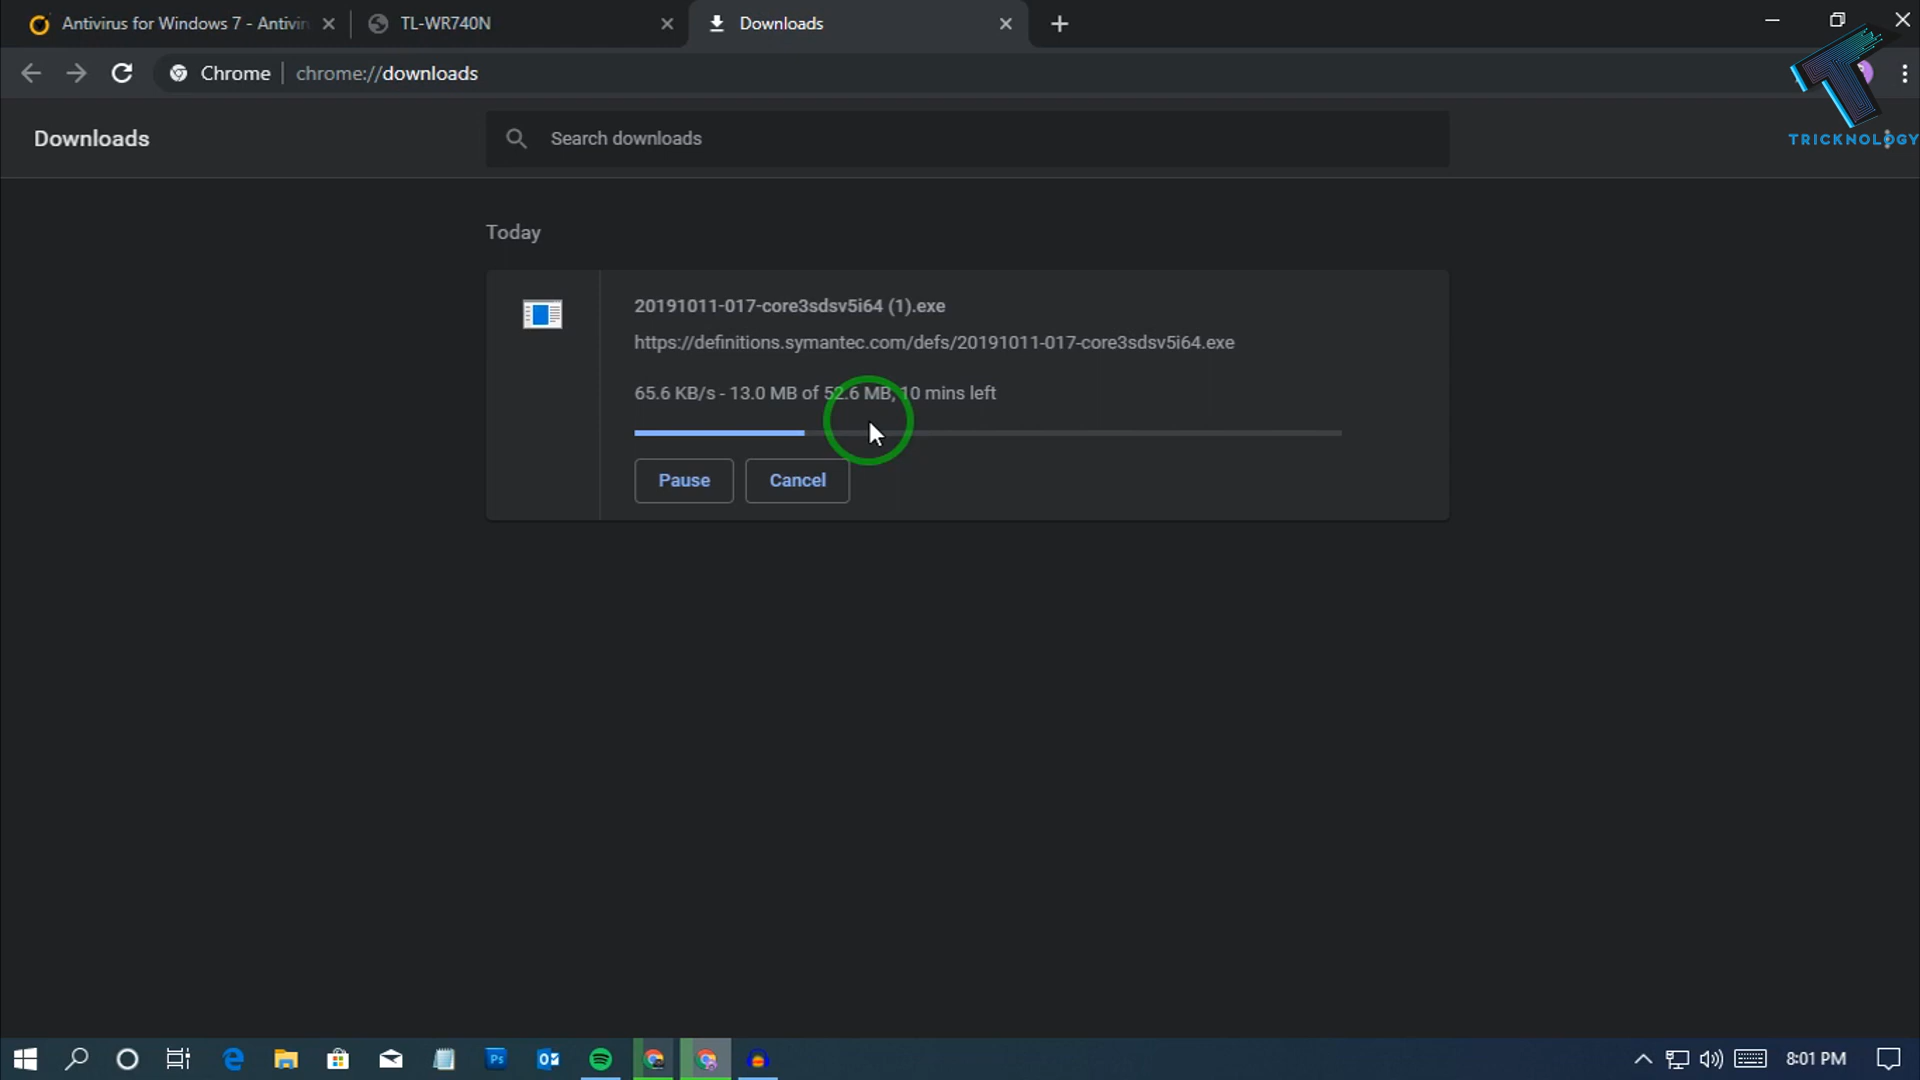 Antivirus for Windows 7 - Antivir
TL-WR740N
Downloads
Chrome
chrome://downloads
TRICKNOLOGY
Downloads
Search downloads
Today
20191011-017-core3sdsv5i64 (1).exe
https://definitions.symantec.com/defs/20191011-017-core3sdsv5i64.exe
65.6 KB/s - 13.0 MB of 52.6 MB, 10 mins left
Pause
Cancel
Ps
8:01 PM